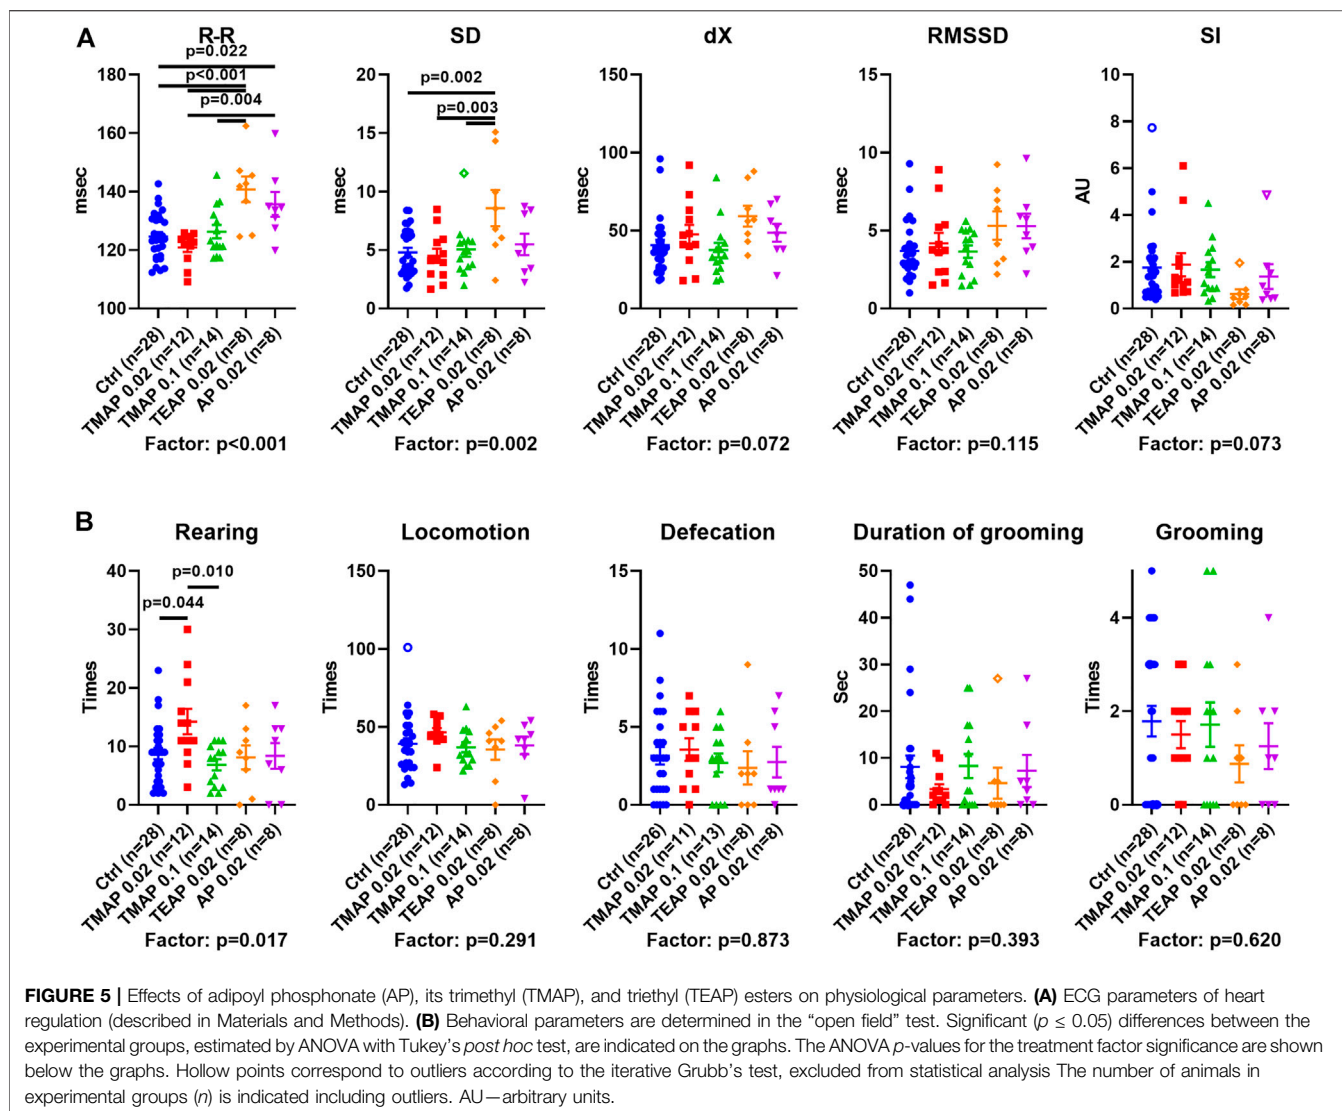 A
R-R
SD
dX
RMSSD
SI
p=0.022
p<0.001
p=0.004
180
160
140
120
100
msec
p=0.002
p=0.003
20
15
10
5
0
msec
150
100
50
0
msec
15
10
5
0
msec
10
8
6
4
2
0
AU
Ctrl (n=28)
TMAP 0.02 (n=12)
TMAP 0.1 (n=14)
TEAP 0.02 (n=8)
AP 0.02 (n=8)
Ctrl (n=28)
TMAP 0.02 (n=12)
TMAP 0.1 (n=14)
TEAP 0.02 (n=8)
AP 0.02 (n=8)
Ctrl (n=28)
TMAP 0.02 (n=12)
TMAP 0.1 (n=14)
TEAP 0.02 (n=8)
AP 0.02 (n=8)
Ctrl (n=28)
TMAP 0.02 (n=12)
TMAP 0.1 (n=14)
TEAP 0.02 (n=8)
AP 0.02 (n=8)
Ctrl (n=28)
TMAP 0.02 (n=12)
TMAP 0.1 (n=14)
TEAP 0.02 (n=8)
AP 0.02 (n=8)
Factor: p<0.001
Factor: p=0.002
Factor: p=0.072
Factor: p=0.115
Factor: p=0.073
B
Rearing
Locomotion
Defecation
Duration of grooming
Grooming
p=0.010
p=0.044
40
30
20
10
0
Times
150
100
50
0
Times
15
10
5
0
Times
50
40
30
20
10
0
Sec
4
2
0
Times
Ctrl (n=28)
TMAP 0.02 (n=12)
TMAP 0.1 (n=14)
TEAP 0.02 (n=8)
AP 0.02 (n=8)
Ctrl (n=28)
TMAP 0.02 (n=12)
TMAP 0.1 (n=14)
TEAP 0.02 (n=8)
AP 0.02 (n=8)
Ctrl (n=26)
TMAP 0.02 (n=11)
TMAP 0.1 (n=13)
TEAP 0.02 (n=8)
AP 0.02 (n=8)
Ctrl (n=28)
TMAP 0.02 (n=12)
TMAP 0.1 (n=14)
TEAP 0.02 (n=8)
AP 0.02 (n=8)
Ctrl (n=28)
TMAP 0.02 (n=12)
TMAP 0.1 (n=14)
TEAP 0.02 (n=8)
AP 0.02 (n=8)
Factor: p=0.017
Factor: p=0.291
Factor: p=0.873
Factor: p=0.393
Factor: p=0.620
FIGURE 5 | Effects of adipoyl phosphonate (AP), its trimethyl (TMAP), and triethyl (TEAP) esters on physiological parameters. (A) ECG parameters of heart
regulation (described in Materials and Methods). (B) Behavioral parameters are determined in the “open field” test. Significant (p ≤ 0.05) differences between the
experimental groups, estimated by ANOVA with Tukey's post hoc test, are indicated on the graphs. The ANOVA p-values for the treatment factor significance are shown
below the graphs. Hollow points correspond to outliers according to the iterative Grubb's test, excluded from statistical analysis The number of animals in
experimental groups (n) is indicated including outliers. AU—arbitrary units.